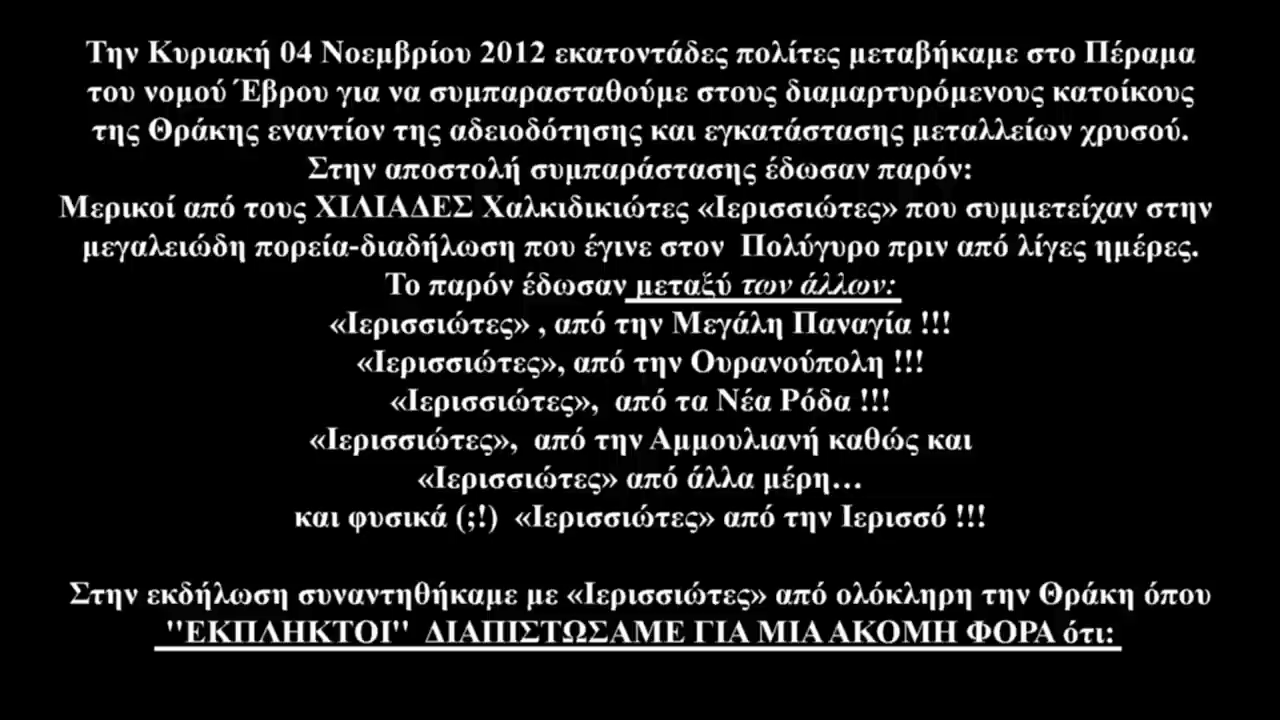 Την Κυριακή 04 Νοεμβρίου 2012 εκατοντάδες πολίτες μεταβήκαμε στο Πέραμα
του νομού Έβρου για να συμπαρασταθούμε στους διαμαρτυρόμενους κατοίκους
της Θράκης εναντίον της αδειοδότησης και εγκατάστασης μεταλλείων χρυσού.
Στην αποστολή συμπαράστασης έδωσαν παρόν:
Μερικοί από τους ΧΙΛΙΑΔΕΣ Χαλκιδικιώτες «Ιερισσιώτες» που συμμετείχαν στην
μεγαλειώδη πορεία-διαδήλωση που έγινε στον Πολύγυρο πριν από λίγες ημέρες.
Το παρόν έδωσαν μεταξύ των άλλων:
«Ιερισσιώτες» , από την Μεγάλη Παναγία !!!
«Ιερισσιώτες», από την Ουρανούπολη !!!
«Ιερισσιώτες», από τα Νέα Ρόδα !!!
«Ιερισσιώτες», από την Αμμουλιανή καθώς και
«Ιερισσιώτες» από άλλα μέρη…
και φυσικά (;!) «Ιερισσιώτες» από την Ιερισσό !!!
Στην εκδήλωση συναντηθήκαμε με «Ιερισσιώτες» από ολόκληρη την Θράκη όπου
''ΕΚΠΛΗΚΤΟΙ'' ΔΙΑΠΙΣΤΩΣΑΜΕ ΓΙΑ ΜΙΑ ΑΚΟΜΗ ΦΟΡΑ ότι: